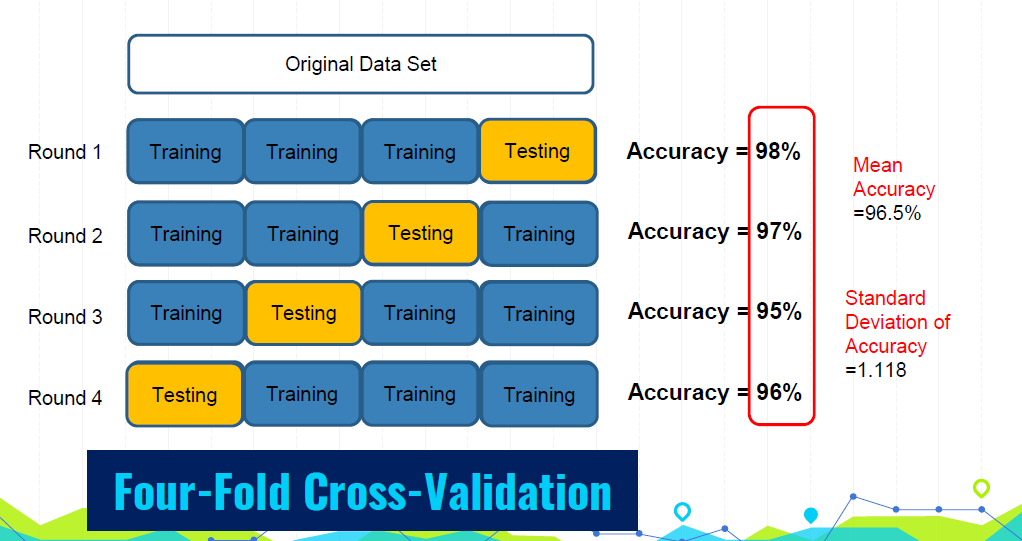 Original Data Set
Round 1 Training Training Training Testing Accuracy = 98%
Mean
Accuracy
=96.5%
Round 2 Training Training Testing Training Accuracy = 97%
Round 3 Training Testing Training Training Accuracy = 95%
Standard
Deviation of
Accuracy
=1.118
Round 4 Testing Training Training Training Accuracy = 96%
Four-Fold Cross-Validation